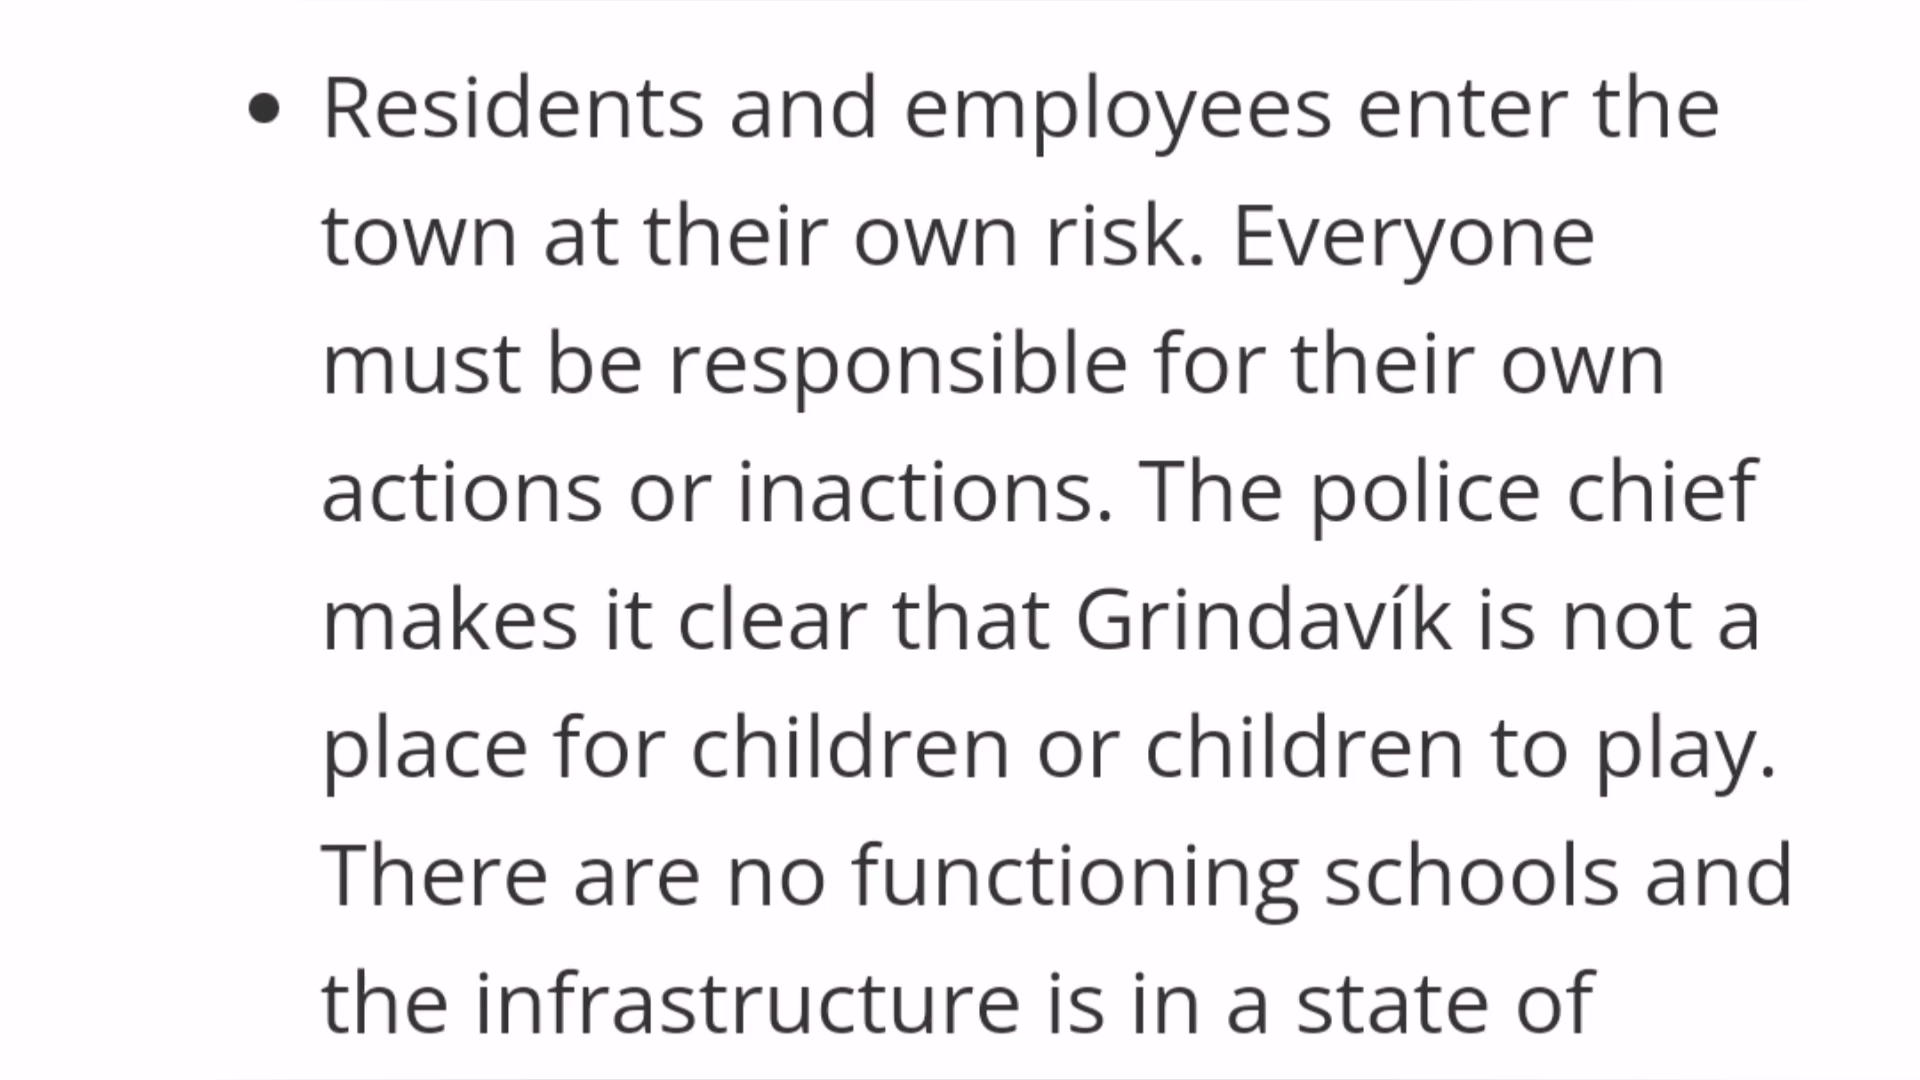 • Residents and employees enter the
town at their own risk. Everyone
must be responsible for their own
actions or inactions. The police chief
makes it clear that Grindavík is not a
place for children or children to play.
There are no functioning schools and
the infrastructure is in a state of